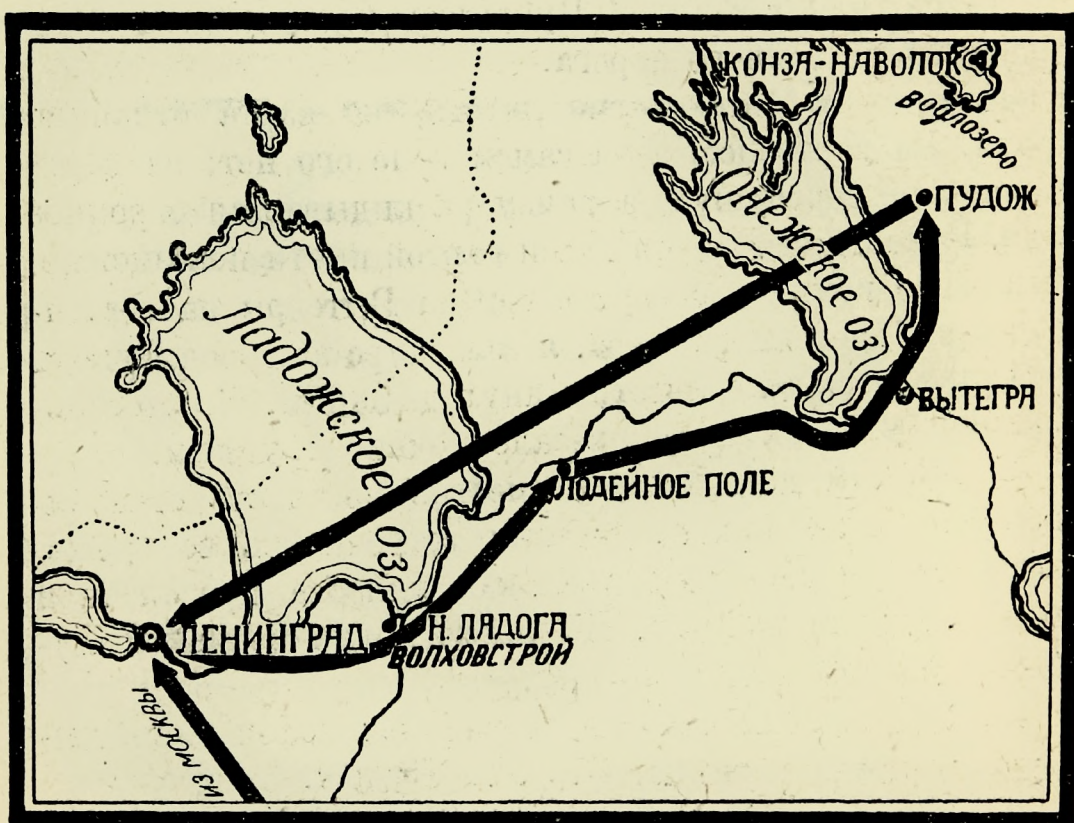 КОНЗА-НАВОЛОК
ВОДЛОЗЕРО
ПУДОЖ
ОНЕЖСКОЕ ОЗ
ЛАДОЖСКОЕ ОЗ
ВЫТЕГРА
ЛОДЕЙНОЕ ПОЛЕ
ЛЕНИНГРАД
Н. ЛАДОГА
ВОЛХОВСТРОЙ
ИЗ МОСКВЫ